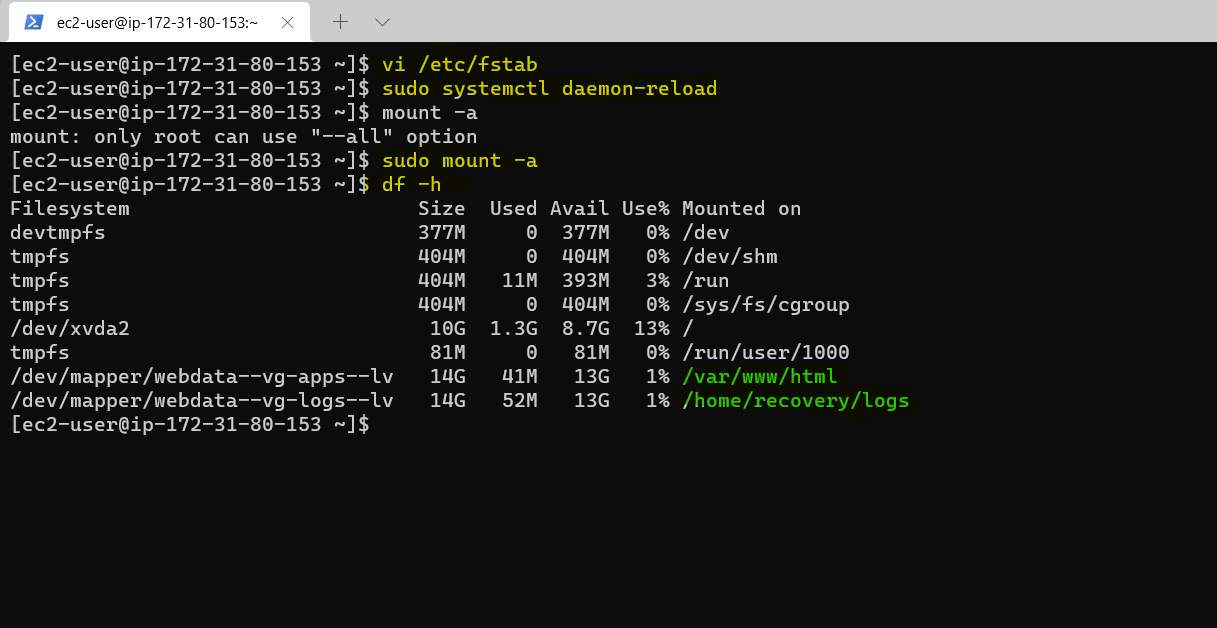 ec2-user@ip-172-31-80-153:~
[ec2-user@ip-172-31-80-153 ~]$ vi /etc/fstab
[ec2-user@ip-172-31-80-153 ~]$ sudo systemctl daemon-reload
[ec2-user@ip-172-31-80-153 ~]$ mount -a
mount: only root can use "--all" option
[ec2-user@ip-172-31-80-153 ~]$ sudo mount -a
[ec2-user@ip-172-31-80-153 ~]$ df -h
Filesystem                        Size  Used Avail Use% Mounted on
devtmpfs                          377M     0  377M   0% /dev
tmpfs                             404M     0  404M   0% /dev/shm
tmpfs                             404M   11M  393M   3% /run
tmpfs                             404M     0  404M   0% /sys/fs/cgroup
/dev/xvda2                         10G  1.3G  8.7G  13% /
tmpfs                              81M     0   81M   0% /run/user/1000
/dev/mapper/webdata--vg-apps--lv   14G   41M   13G   1% /var/www/html
/dev/mapper/webdata--vg-logs--lv   14G   52M   13G   1% /home/recovery/logs
[ec2-user@ip-172-31-80-153 ~]$